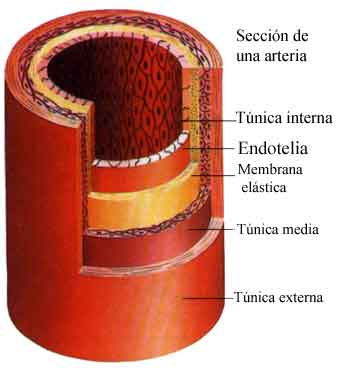 Sección de
una arteria
Túnica interna
Endotelia
Membrana
elástica
Túnica media
Túnica externa